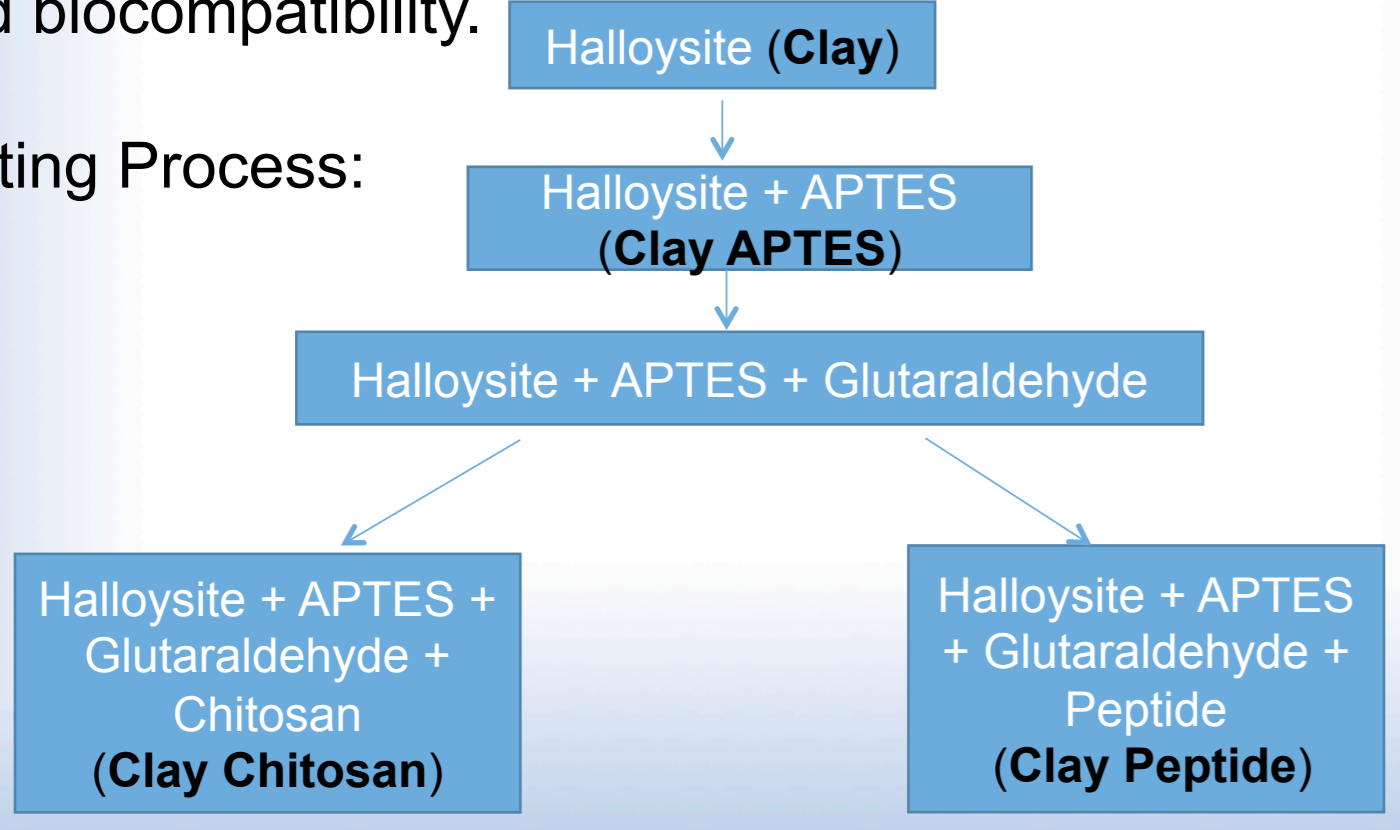 biocompatibility.
Halloysite (Clay)
ting Process:
Halloysite + APTES
(Clay APTES)
Halloysite + APTES + Glutaraldehyde
Halloysite + APTES +
Glutaraldehyde +
Chitosan
(Clay Chitosan)
Halloysite + APTES
+ Glutaraldehyde +
Peptide
(Clay Peptide)